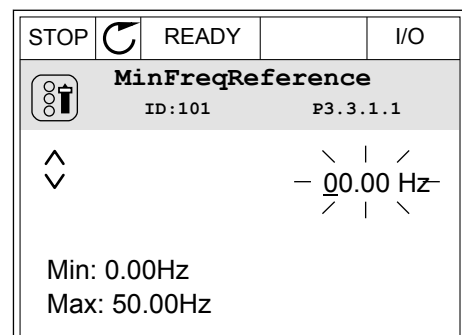 STOP READY I/O
MinFreqReference
ID:101 P3.3.1.1
00.00 Hz
Min: 0.00Hz
Max: 50.00Hz